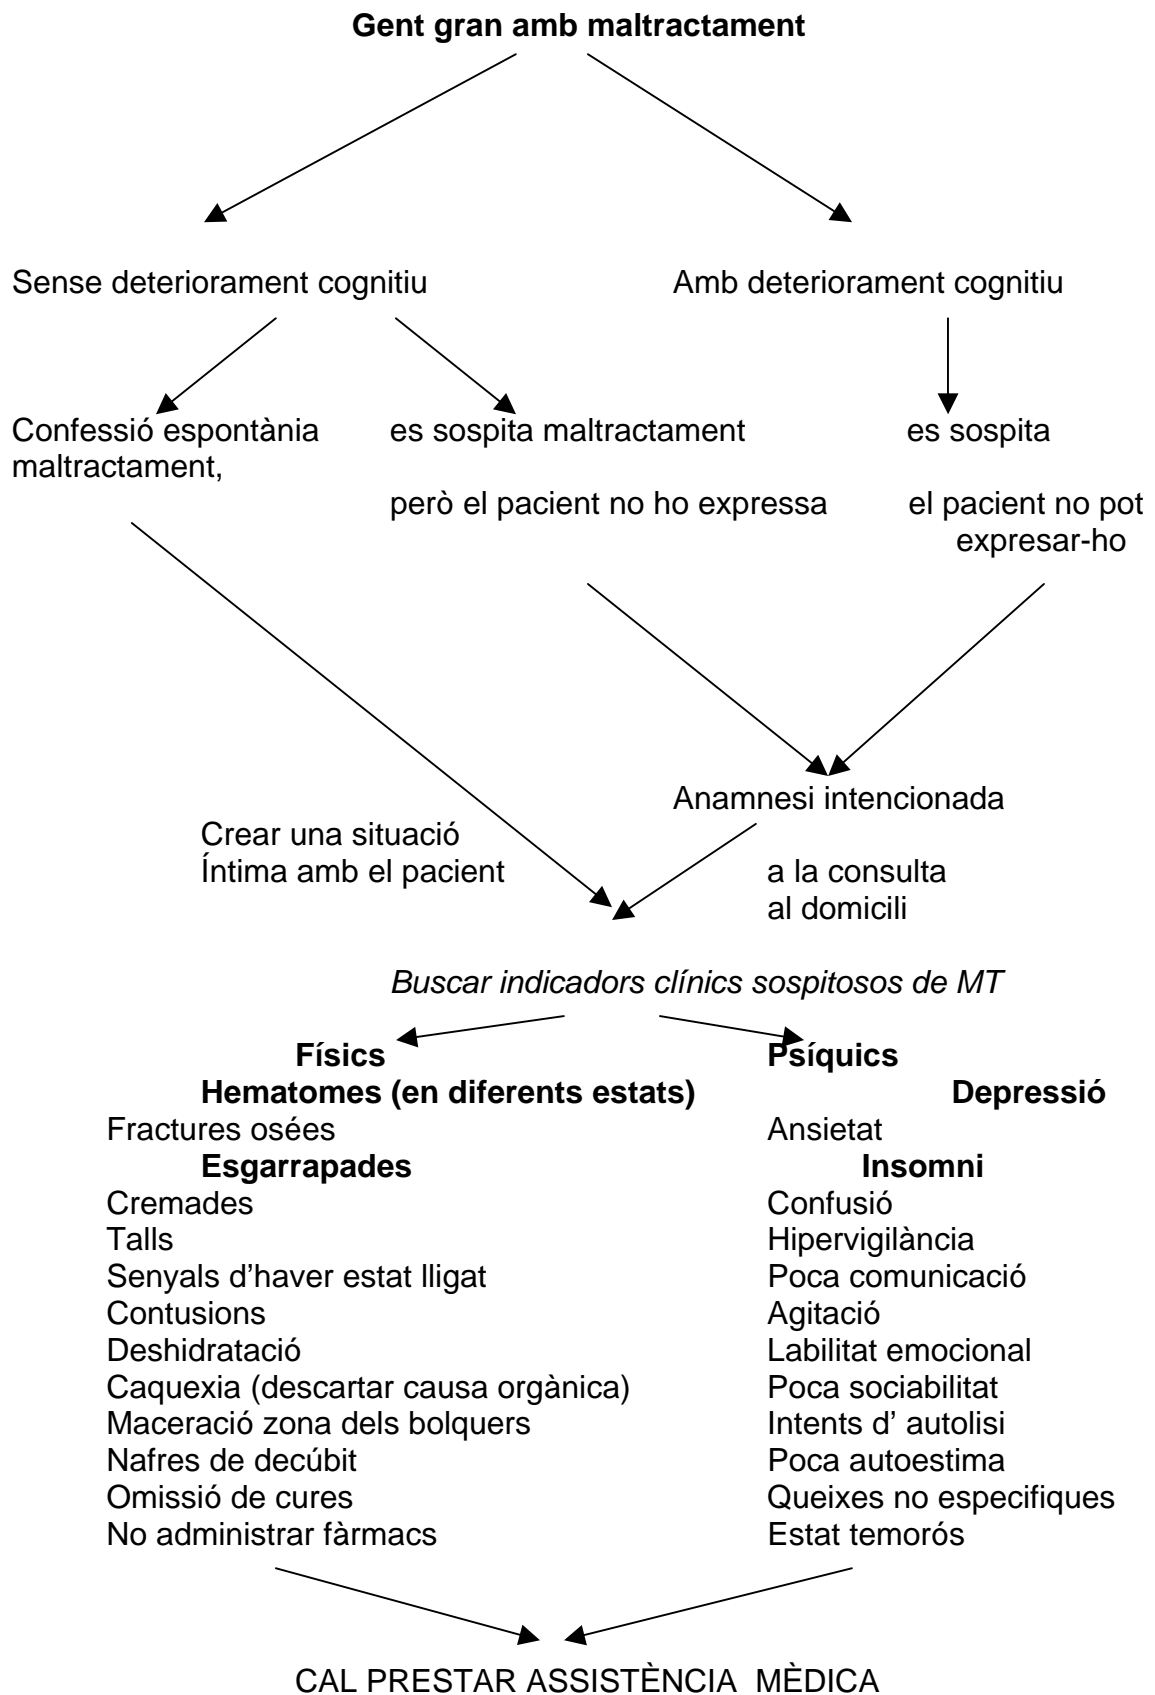 Gent gran amb maltractament
Sense deteriorament cognitiu
Amb deteriorament cognitiu
Confessió espontània
maltractament,
es sospita maltractament
però el pacient no ho expressa
es sospita
el pacient no pot
expresar-ho
Anamnesi intencionada
Crear una situació
Íntima amb el pacient
a la consulta
al domicili
Buscar indicadors clínics sospitosos de MT
Físics
Hematomes (en diferents estats)
Fractures osées
Esgarrapades
Cremades
Talls
Senyals d'haver estat lligat
Contusions
Deshidratació
Caquexia (descartar causa orgànica)
Maceració zona dels bolquers
Nafres de decúbit
Omissió de cures
No administrar fàrmacs
Psíquics
Depressió
Ansietat
Insomni
Confusió
Hipervigilància
Poca comunicació
Agitació
Labilitat emocional
Poca sociabilitat
Intents d' autolisi
Poca autoestima
Queixes no especifiques
Estat temorós
CAL PRESTAR ASSISTÈNCIA  MÈDICA